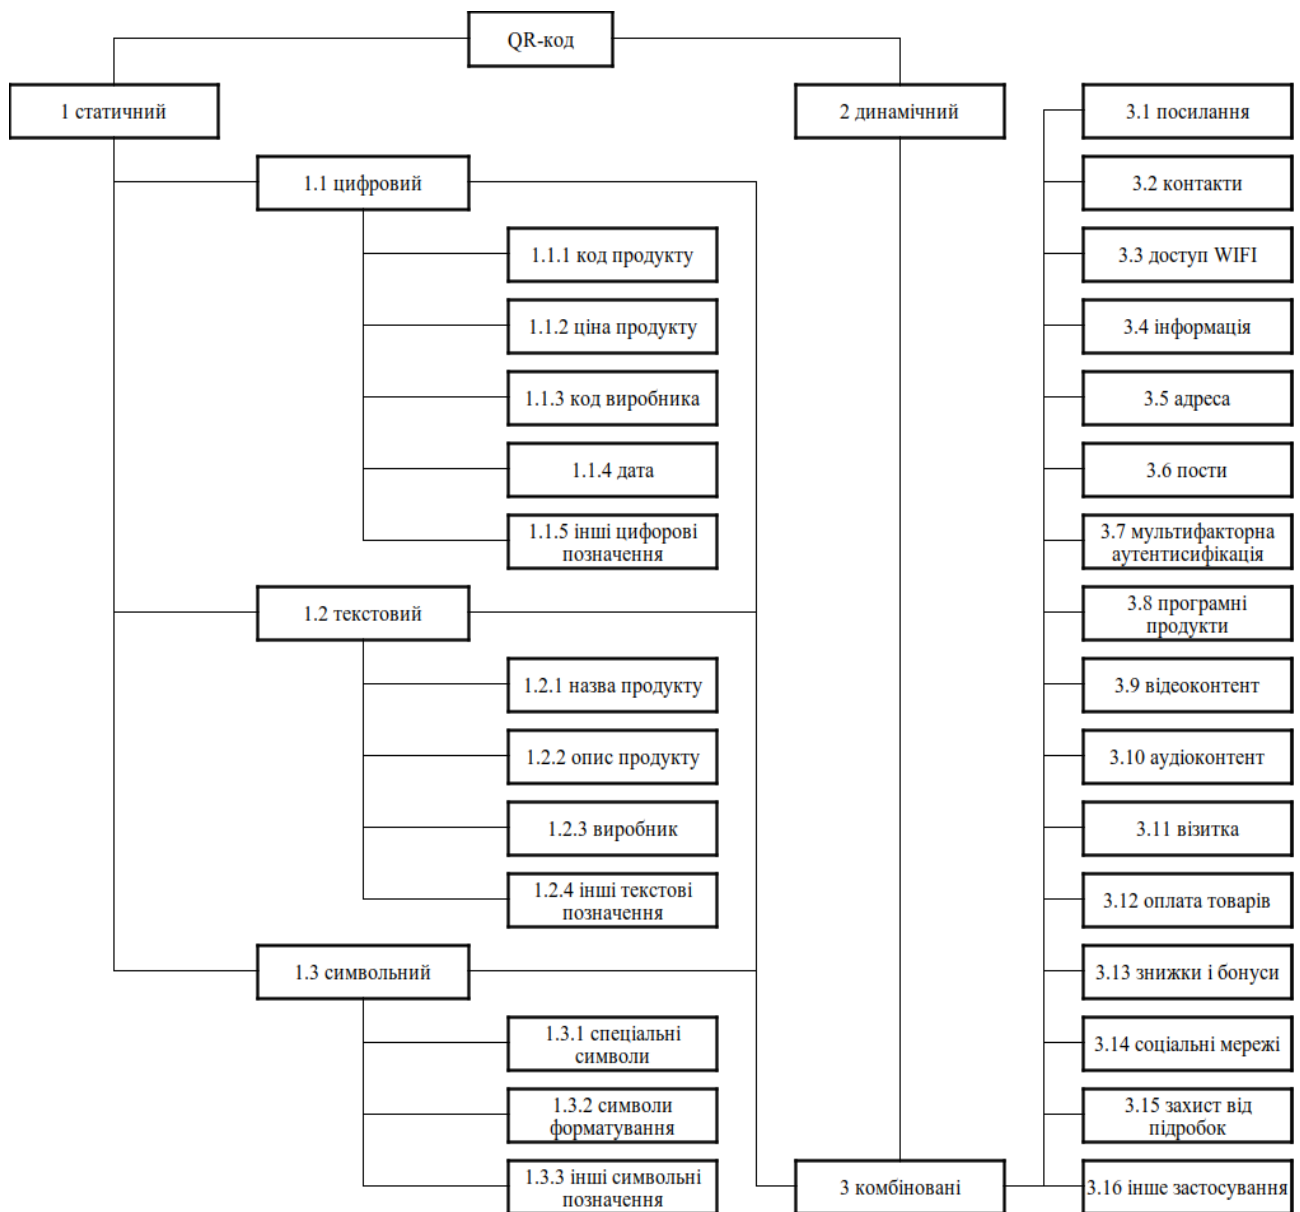 QR-код
1 статичний
2 динамічний
3.1 посилання
1.1 цифровий
3.2 контакти
1.1.1 код продукту
3.3 доступ WIFI
1.1.2 ціна продукту
3.4 інформація
1.1.3 код виробника
3.5 адреса
1.1.4 дата
3.6 пости
1.1.5 інші цифорові
позначення
3.7 мультифакторна
аутентисифікація
1.2 текстовий
3.8 програмні
продукти
1.2.1 назва продукту
3.9 відеоконтент
1.2.2 опис продукту
3.10 аудіоконтент
1.2.3 виробник
3.11 візитка
1.2.4 інші текстові
позначення
3.12 оплата товарів
1.3 символьний
3.13 знижки і бонуси
1.3.1 спеціальні
символи
3.14 соціальні мережі
1.3.2 символи
форматування
3.15 захист від
підробок
1.3.3 інші символьні
позначення
3 комбіновані
3.16 інше застосування